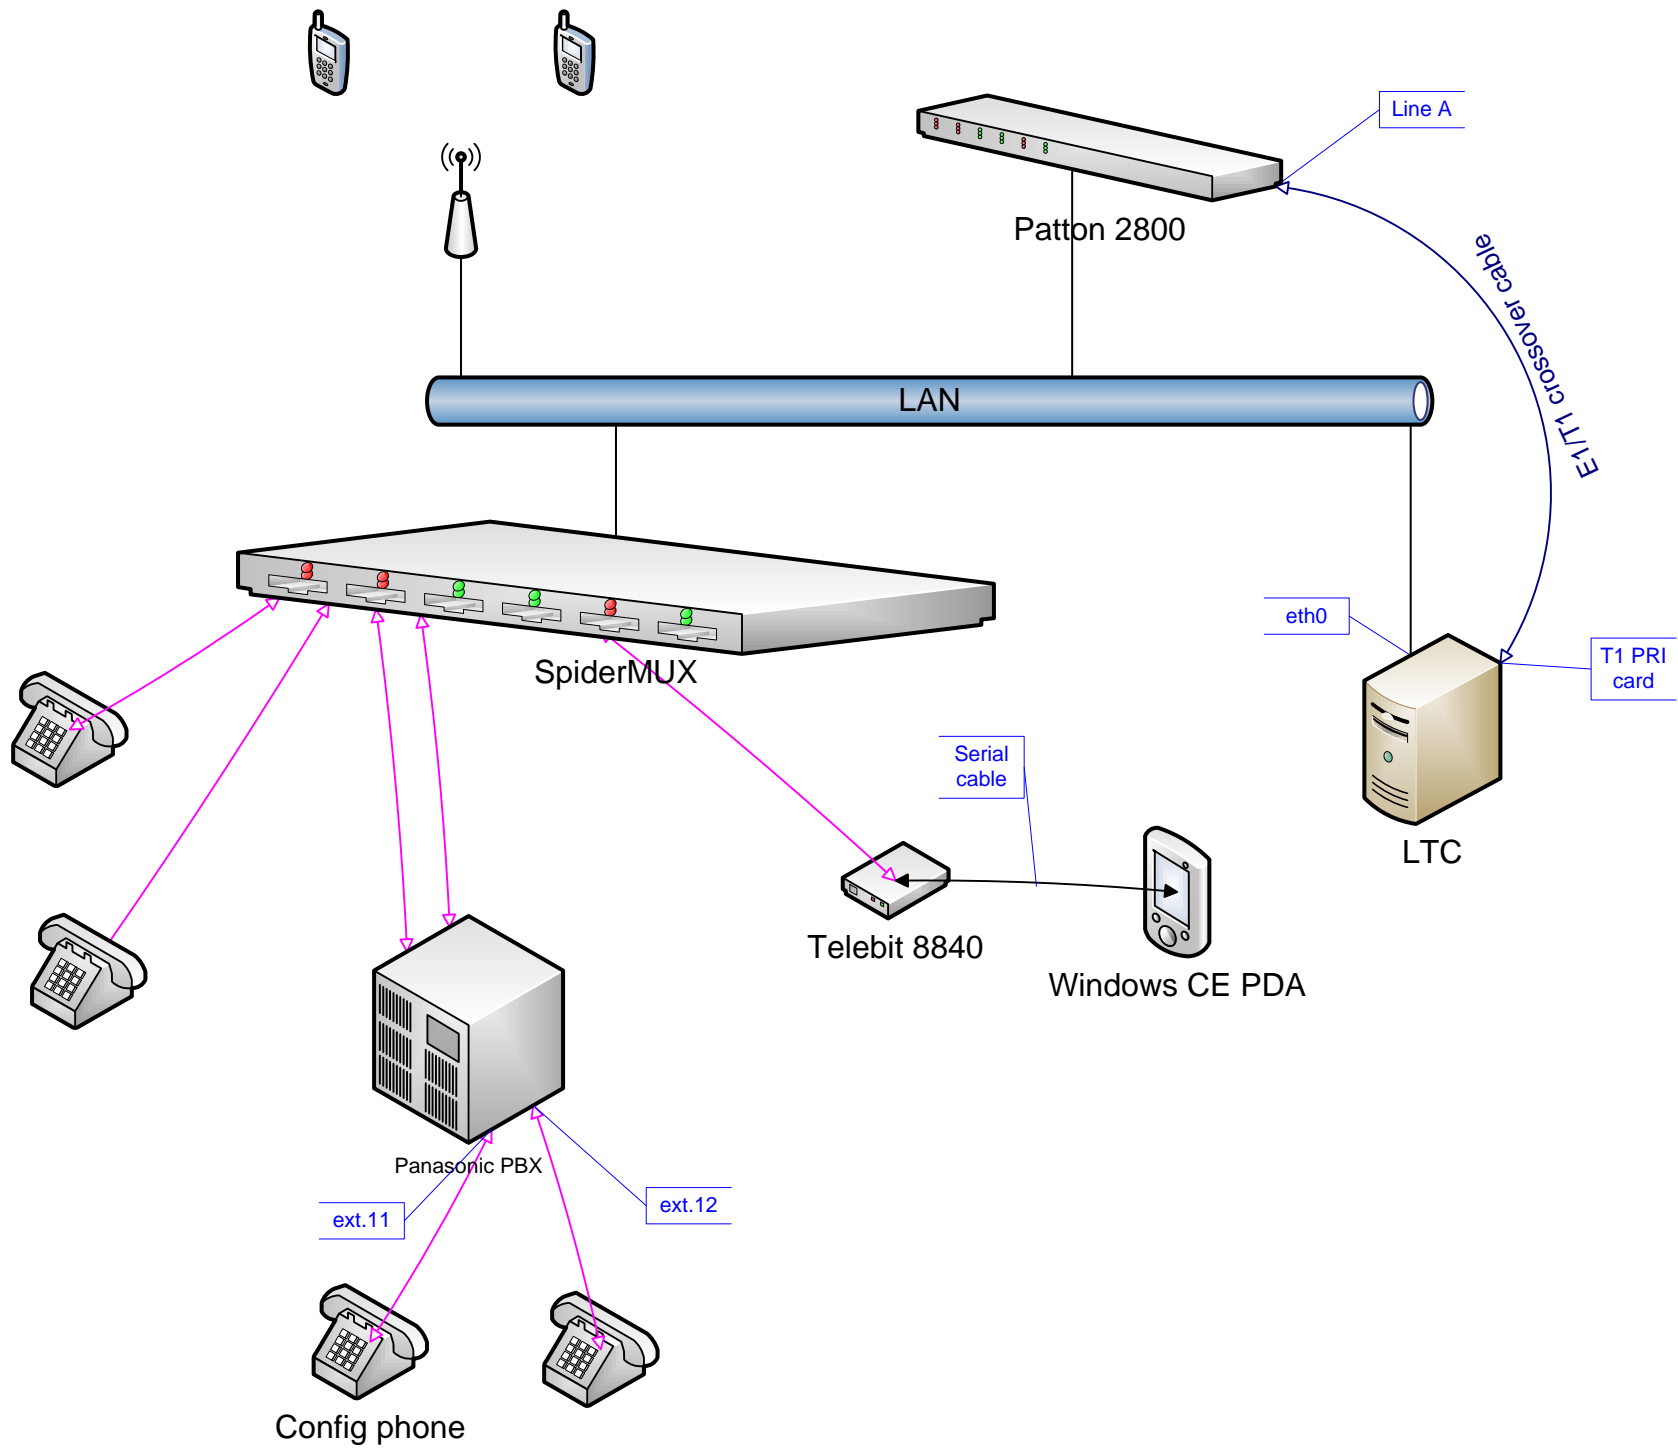 Line A
Patton 2800
E1/T1 crossover cable
LAN
eth0
T1 PRI
card
SpiderMUX
Serial
cable
LTC
Telebit 8840
Windows CE PDA
Panasonic PBX
ext.11
ext.12
Config phone